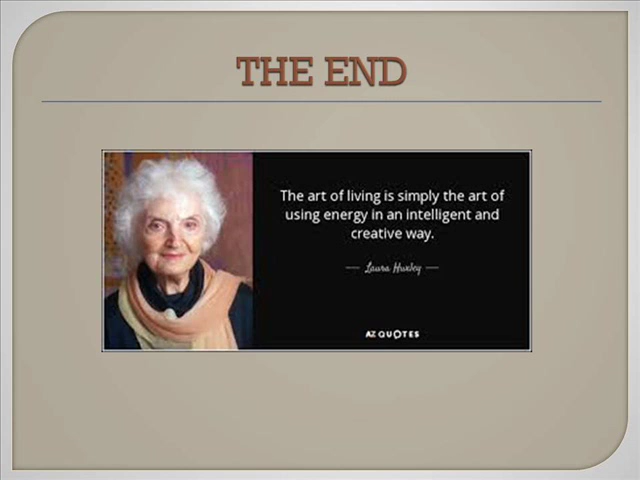 THE END
The art of living is simply the art of
using energy in an intelligent and
creative way.
Laura Huxley
AZ QUOTES